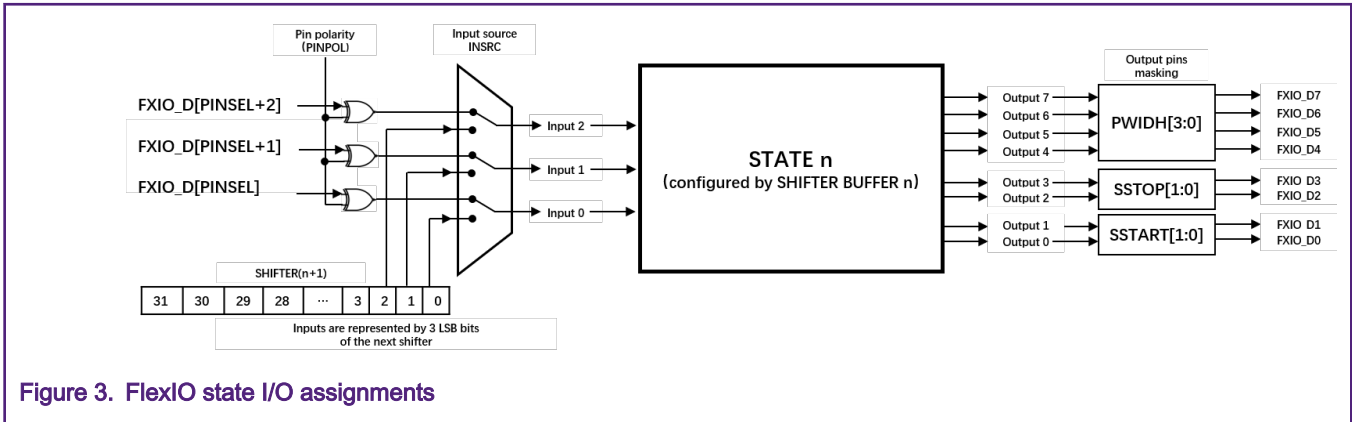 Pin polarity
(PINPOL)
Input source
INSRC
FXIO_D[PINSEL+2]
FXIO_D[PINSEL+1]
FXIO_D[PINSEL]
Input 2
Input 1
Input 0
SHIFTER(n+1)
31 30 29 28 ... 3 2 1 0
Inputs are represented by 3 LSB bits
of the next shifter
STATE n
(configured by SHIFTER BUFFER n)
Output 7
Output 6
Output 5
Output 4
Output 3
Output 2
Output 1
Output 0
Output pins
masking
PWIDH[3:0]
SSTOP[1:0]
SSTART[1:0]
FXIO_D7
FXIO_D6
FXIO_D5
FXIO_D4
FXIO D3
FXIO_D2
FXIO D1
FXIO_D0
Figure 3. FlexIO state I/O assignments